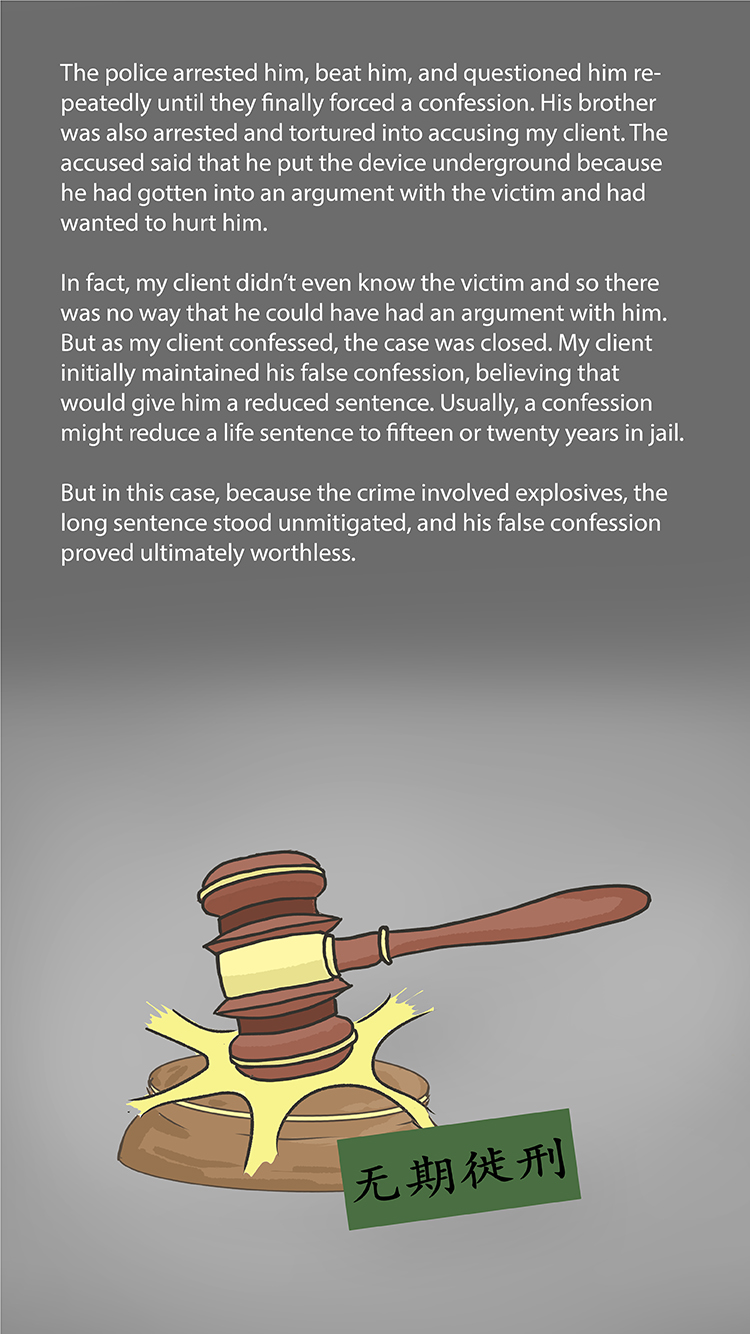 The police arrested him, beat him, and questioned him re-
peatedly until they finally forced a confession. His brother
was also arrested and tortured into accusing my client. The
accused said that he put the device underground because
he had gotten into an argument with the victim and had
wanted to hurt him.
In fact, my client didn’t even know the victim and so there
was no way that he could have had an argument with him.
But as my client confessed, the case was closed. My client
initially maintained his false confession, believing that
would give him a reduced sentence. Usually, a confession
might reduce a life sentence to fifteen or twenty years in jail.
But in this case, because the crime involved explosives, the
long sentence stood unmitigated, and his false confession
proved ultimately worthless.
无期徒刑